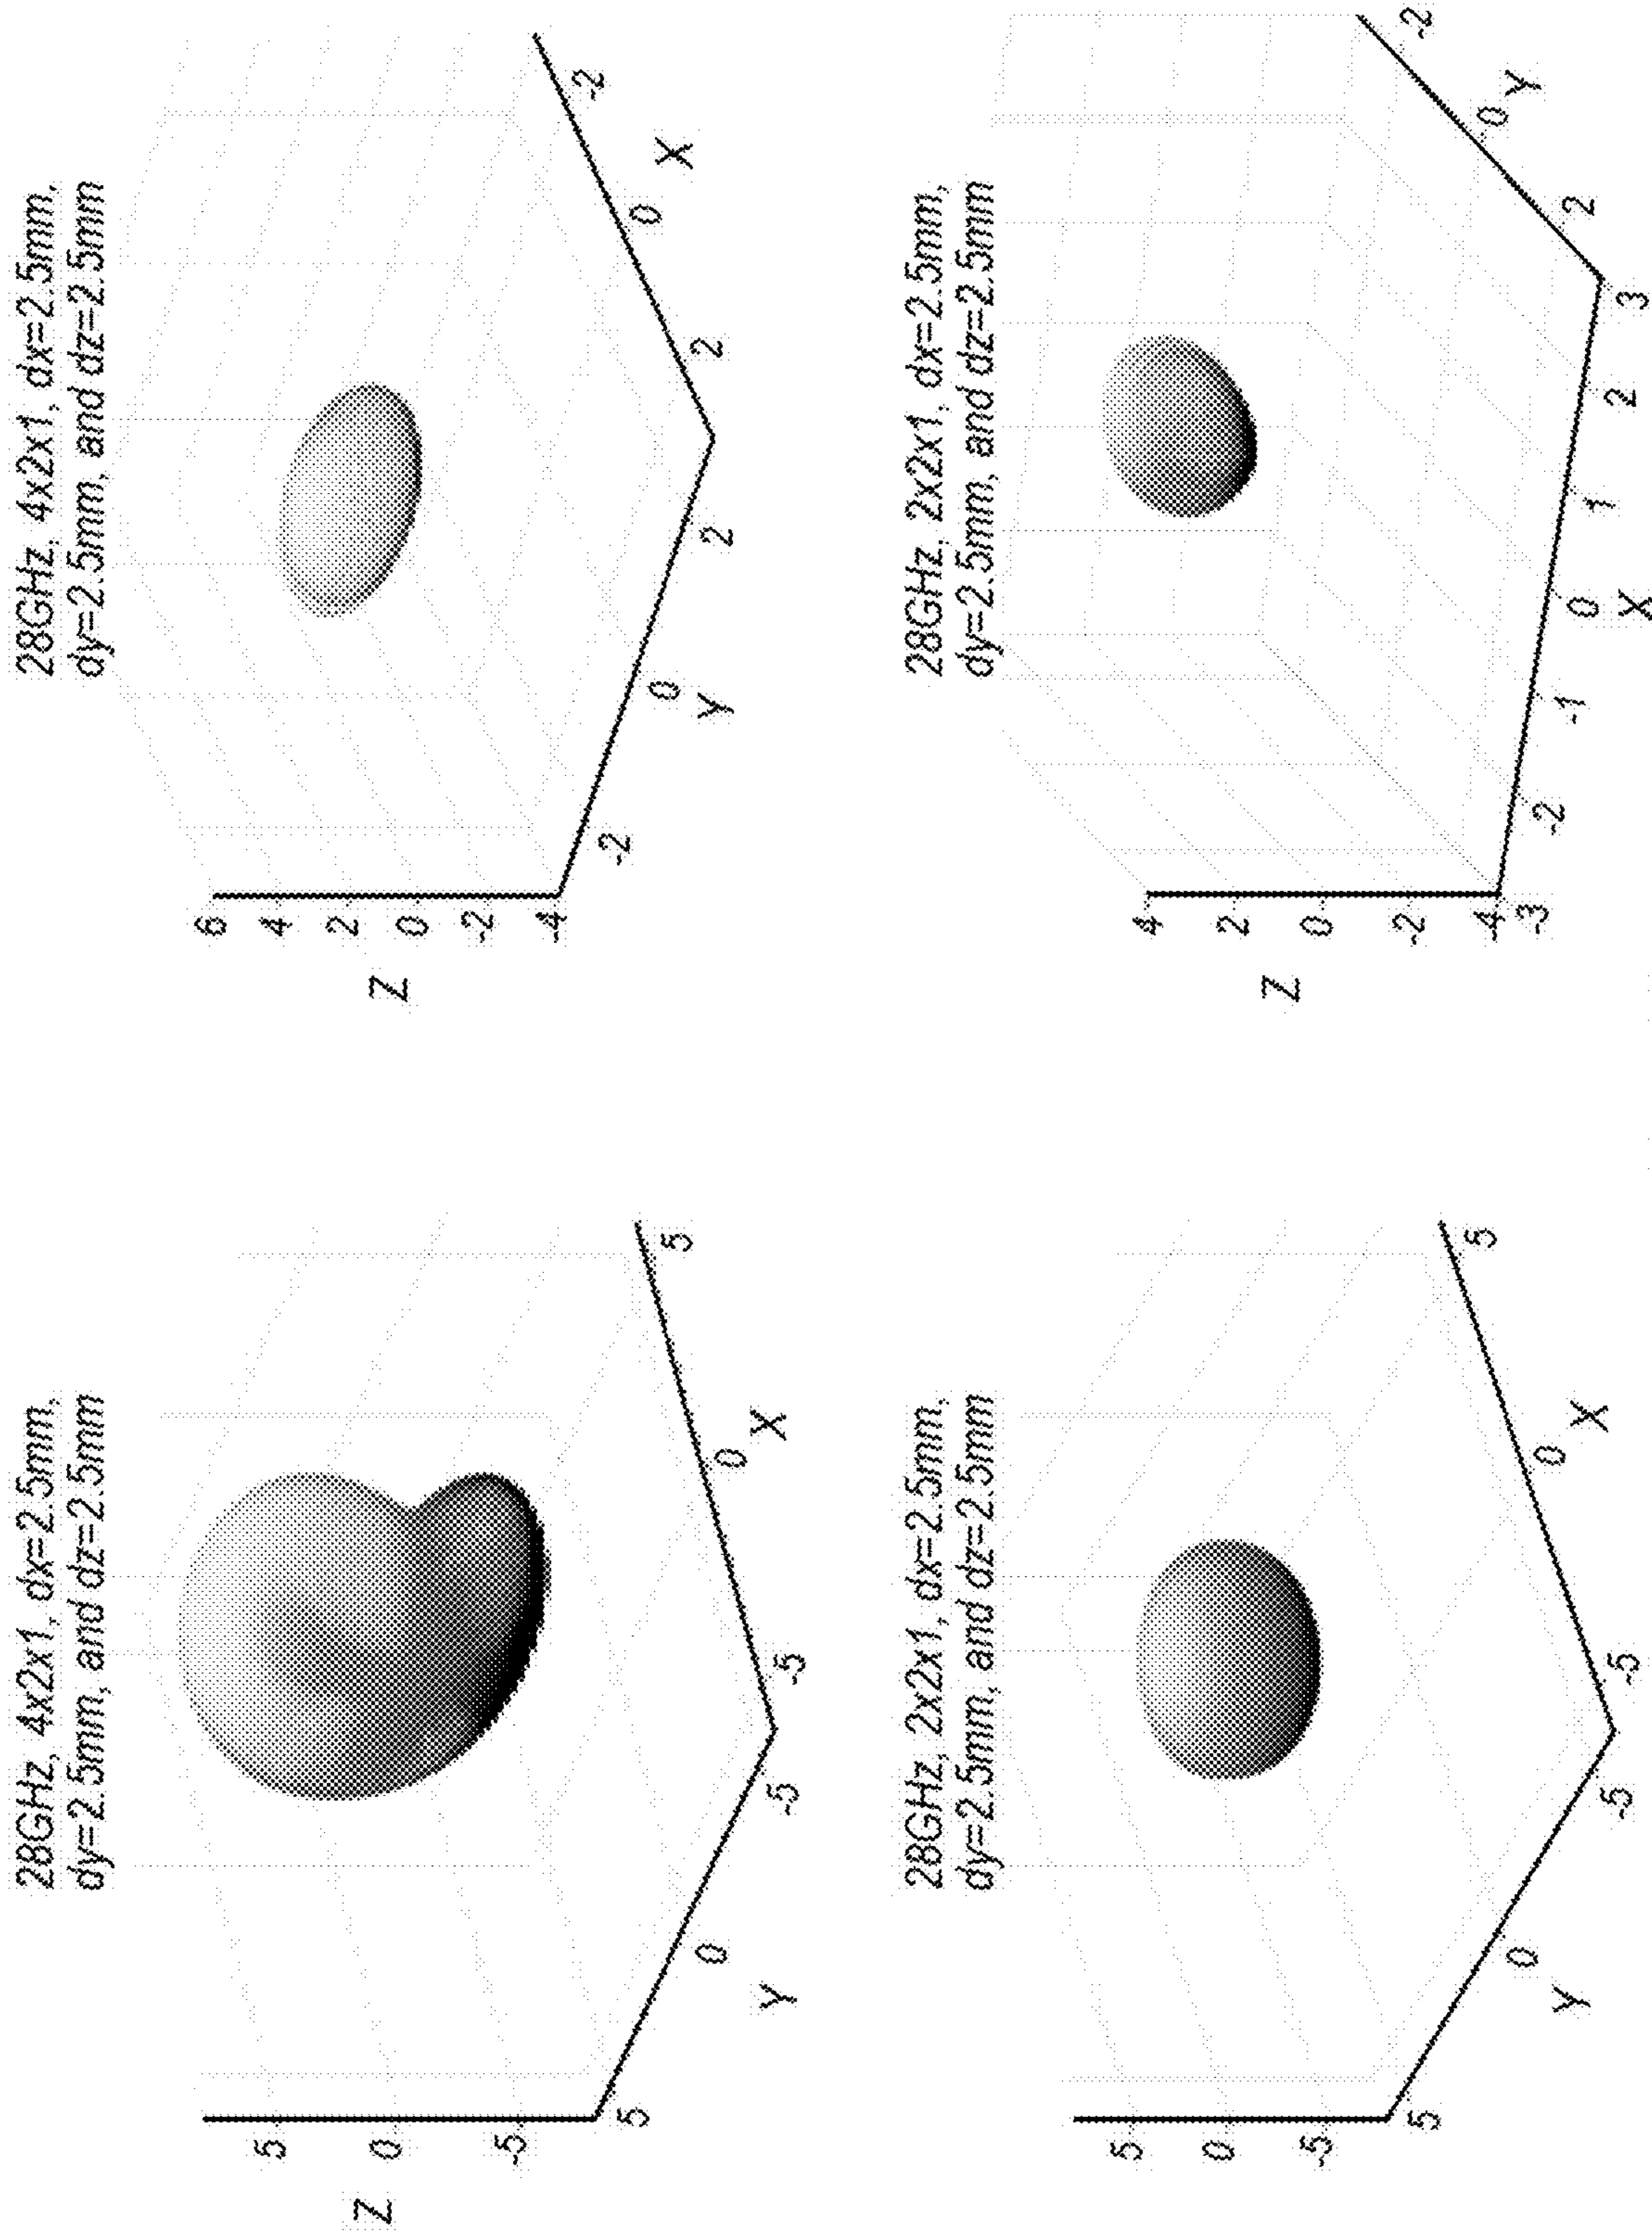 28GHz, 4x2x1, dx=2.5mm,
dy=2.5mm, and dz=2.5mm
Z
5
0
-5
5
0
-5
Y
-5
0
5
X
28GHz, 2x2x1, dx=2.5mm,
dy=2.5mm, and dz=2.5mm
5
0
-5
5
0
-5
Y
-5
0
5
X
28GHz, 4x2x1, dx=2.5mm,
dy=2.5mm, and dz=2.5mm
Z
6
4
2
0
-2
-4
-2
0
2
Y
2
0
-2
X
28GHz, 2x2x1, dx=2.5mm,
dy=2.5mm, and dz=2.5mm
Z
4
2
0
-2
-4
-3
-2
-1
0
1
2
3
X
2
0
-2
Y